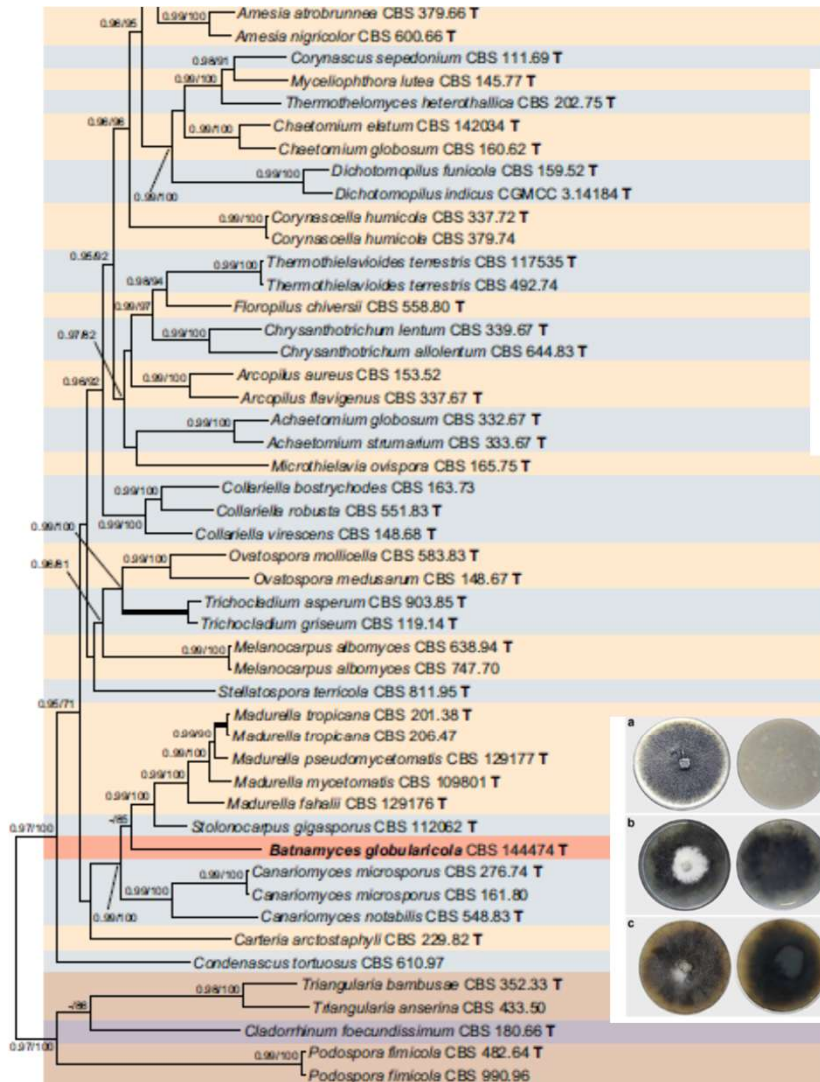 0.96/95
0.99/100
Amesia atrobrunnea CBS 379.66 T
Amesia nigricolor CBS 600.66 T
0.98/91
Corynascus sepedonium CBS 111.69 T
0.99/100
Myceliophthora lutea CBS 145.77 T
Thermothelomyces heterothallica CBS 202.75 T
0.96/96
0.99/100
Chaetomium elatum CBS 142034 T
Chaetomium globosum CBS 160.62 T
0.99/100
Dichotomopilus funicola CBS 159.52 T
Dichotomopilus indicus CGMCC 3.14184 T
0.99/100
0.99/100
Corynascella humicola CBS 337.72 T
Corynascella humicola CBS 379.74
0.95/92
0.99/100
Thermothielavioides terrestris CBS 117535 T
Thermothielavioides terrestris CBS 492.74
0.98/94
0.99/97
Floropilus chiversii CBS 558.80 T
0.97/82
0.99/100
Chrysanthotrichum lentum CBS 339.67 T
Chrysanthotrichum allolentum CBS 644.83 T
0.96/92
0.99/100
Arcopilus aureus CBS 153.52
Arcopilus flavigenus CBS 337.67 T
0.99/100
Achaetomium globosum CBS 332.67 T
Achaetomium strumarium CBS 333.67 T
Microthielavia ovispora CBS 165.75 T
Collariella bostrychodes CBS 163.73
0.99/100
Collariella robusta CBS 551.83 T
0.99/100
Collariella virescens CBS 148.68 T
0.99/100
Ovatospora mollicella CBS 583.83 T
0.96/81
Ovatospora medusarum CBS 148.67 T
Trichocladium asperum CBS 903.85 T
Trichocladium griseum CBS 119.14 T
0.99/100
Melanocarpus albomyces CBS 638.94 T
Melanocarpus albomyces CBS 747.70
0.95/71
Stellatospora terricola CBS 811.95 T
Madurella tropicana CBS 201.38 T
0.99/90
Madurella tropicana CBS 206.47
0.99/100
Madurella pseudomycetomatis CBS 129177 T
0.99/100
Madurella mycetomatis CBS 109801 T
Madurella fahalii CBS 129176 T
-/85
Stolonocarpus gigasporus CBS 112062 T
0.97/100
Batnamyces globularicola CBS 144474 T
0.99/100
Canariomyces microsporus CBS 276.74 T
0.99/100
Canariomyces microsporus CBS 161.80
0.99/100
Canariomyces notabilis CBS 548.83 T
Carteria arctostaphyli CBS 229.82 T
Condenascus tortuosus CBS 610.97
0.98/100
Triangularia bambusae CBS 352.33 T
-/86
Triangularia anserina CBS 433.50
Cladorrhinum foecundissimum CBS 180.66 T
0.97/100
0.99/100
Podospora fimicola CBS 482.64 T
Podospora fimicola CBS 990.96
a
b
c